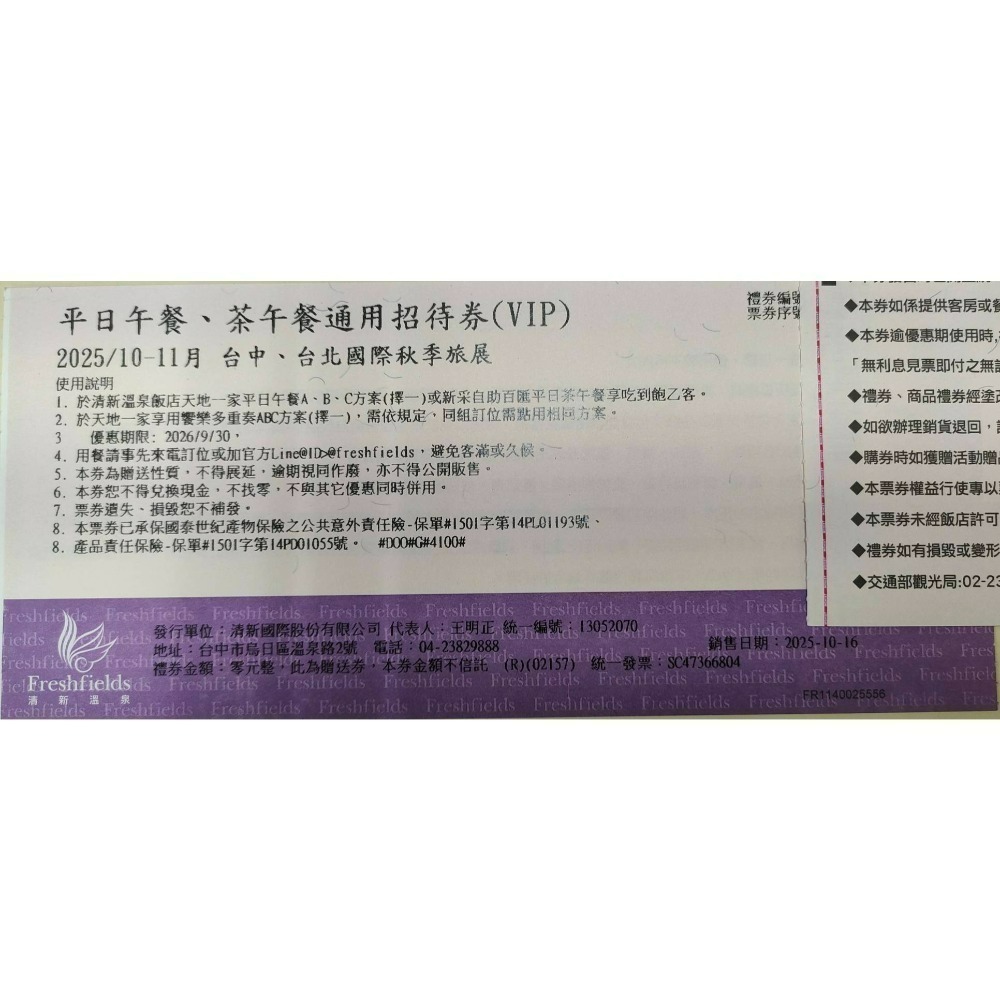 平日午餐、茶午餐通用招待券(VIP)
2025/10-11月 台中、台北國際秋季旅展
使用說明
1. 於清新溫泉飯店天地一家平日午餐A、B、C方案(擇一)或新采自助百匯平日茶午餐享吃到飽乙客。
2. 於天地一家享用饗樂多重奏ABC方案(擇一)，需依規定，同組訂位需點用相同方案。
3 優惠期限: 2026/9/30，
4. 用餐請事先來電訂位或加官方Line@ID>@freshfields，避免客滿或久候。
5. 本券為贈送性質，不得展延，逾期視同作廢，亦不得公開販售。
6. 本券恕不得兌換現金，不找零，不與其它優惠同時併用。
7. 票券遺失、損毀恕不補發。
8. 本票券已承保國泰世紀產物保險之公共意外責任險-保單#1501字第14PL01193號、
8. 產品責任保險-保單#1501字第14PD01055號。 #DOO#G#4100#
禮券編號
票券序號
◆本券如係提供客房或餐
◆本券逾優惠期使用時,
「無利息見票即付之無
◆禮券、商品禮券經塗
◆如欲辦理銷貨退回，
◆購券時如獲贈活動贈
◆本票券權益行使專以
◆本票券未經飯店許可
◆禮券如有損毀或變形
◆交通部觀光局:02-23
Freshfields
清新溫泉
發行單位：清新國際股份有限公司 代表人：王明正 統一編號：13052070
地址：台中市烏日區溫泉路2號 電話：04-23829888
禮券金額：零元整，此為贈送券，本券金額不信託 (R)(02157) 統一發票：SC47366804
銷售日期：2025-10-16
FR1140025556